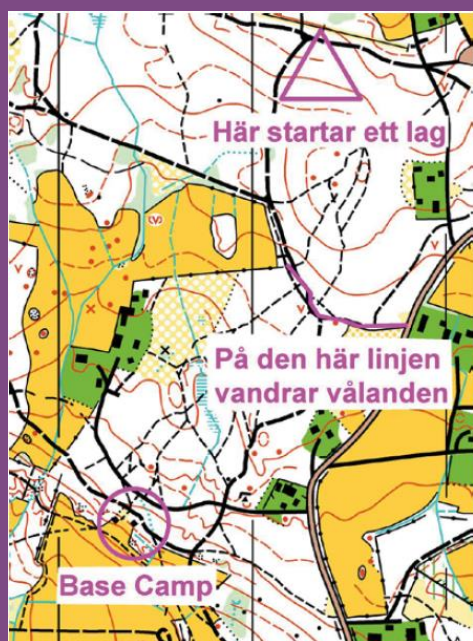 Här startar ett lag
På den här linjen
vandrar vålanden
Base Camp